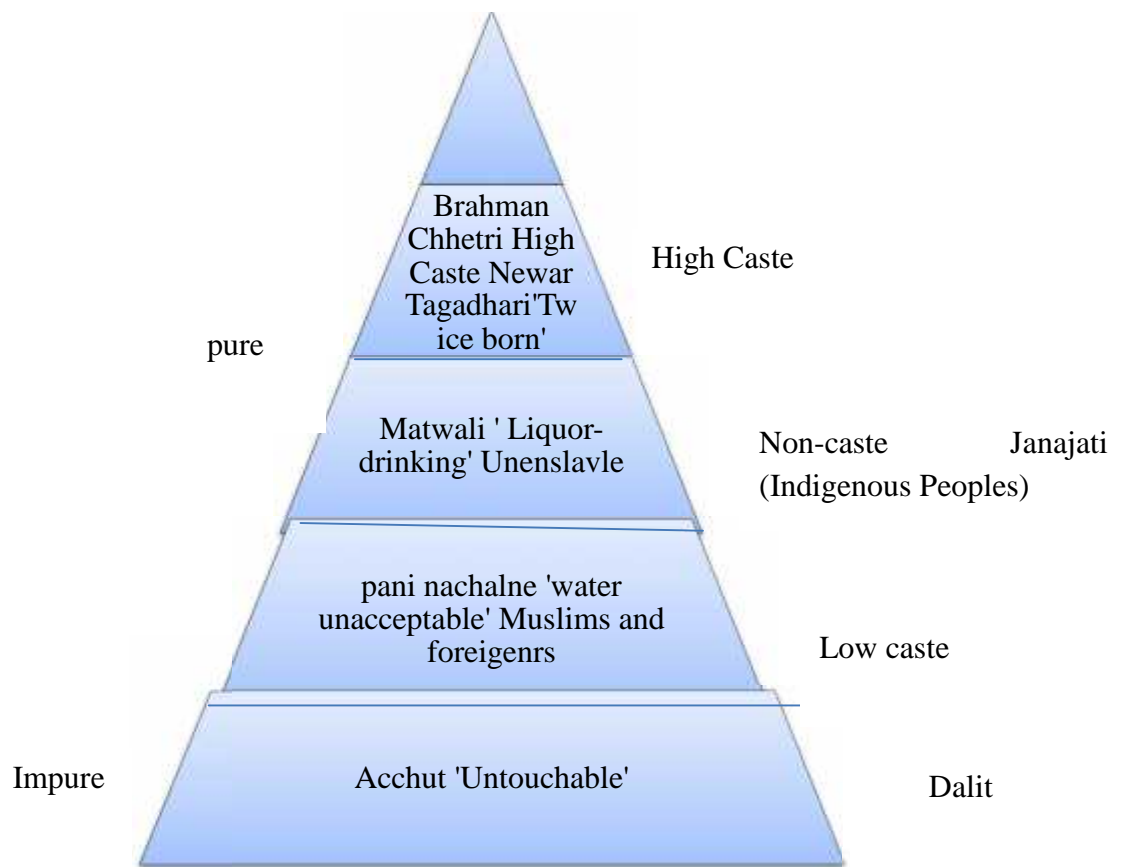 Brahman
Chhetri High
Caste Newar
Tagadhari'Tw
ice born'
High Caste
pure
Matwali ' Liquor-
drinking' Unenslavle
Non-caste Janajati
(Indigenous Peoples)
pani nachalne 'water
unacceptable' Muslims and
foreigenrs
Low caste
Impure
Acchut 'Untouchable'
Dalit